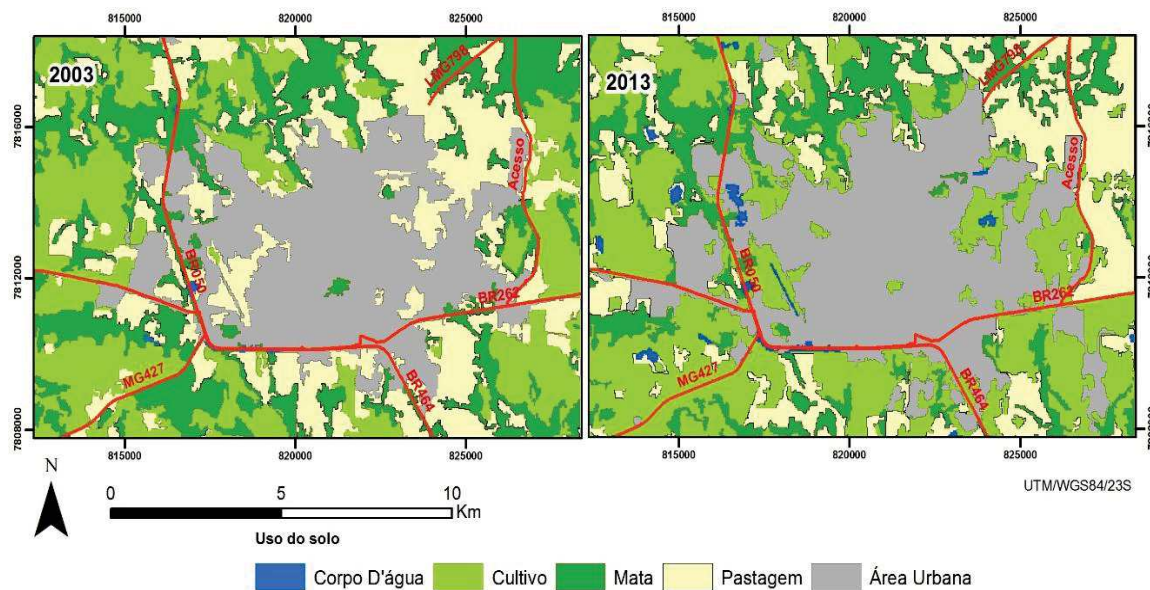 815000 820000 825000 815000 820000 825000
2003
LMG798
7816000
Acesso
BR050
7812000
BR262
MG427
BR464
7808000
2013
LMG798
7816000
Acesso
BR050
7812000
BR262
MG427
BR464
815000 820000 825000 815000 820000 825000
N
UTM/WGS84/23S
0 5 10
Km
Uso do solo
Corpo D'água Cultivo Mata Pastagem Área Urbana